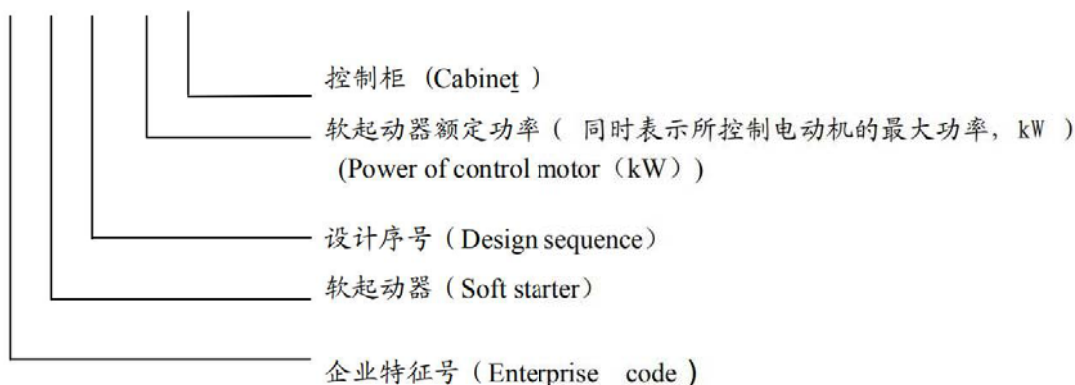 控制柜 (Cabinet )
软起动器额定功率( 同时表示所控制电动机的最大功率, kW )
(Power of control motor（kW）)
设计序号（Design sequence）
软起动器（Soft starter）
企业特征号（Enterprise code )